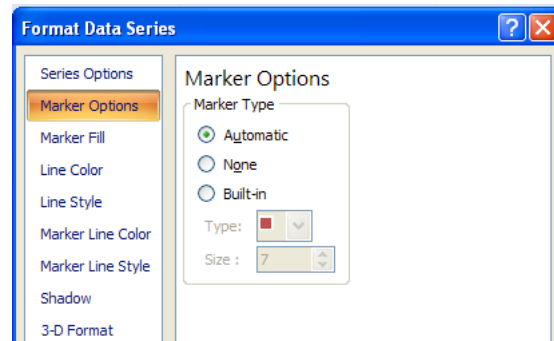 Format Data Series
Series Options
Marker Options
Marker Fill
Line Color
Line Style
Marker Line Color
Marker Line Style
Shadow
3-D Format
Marker Options
Marker Type
Automatic
None
Built-in
Type:
Size :
7